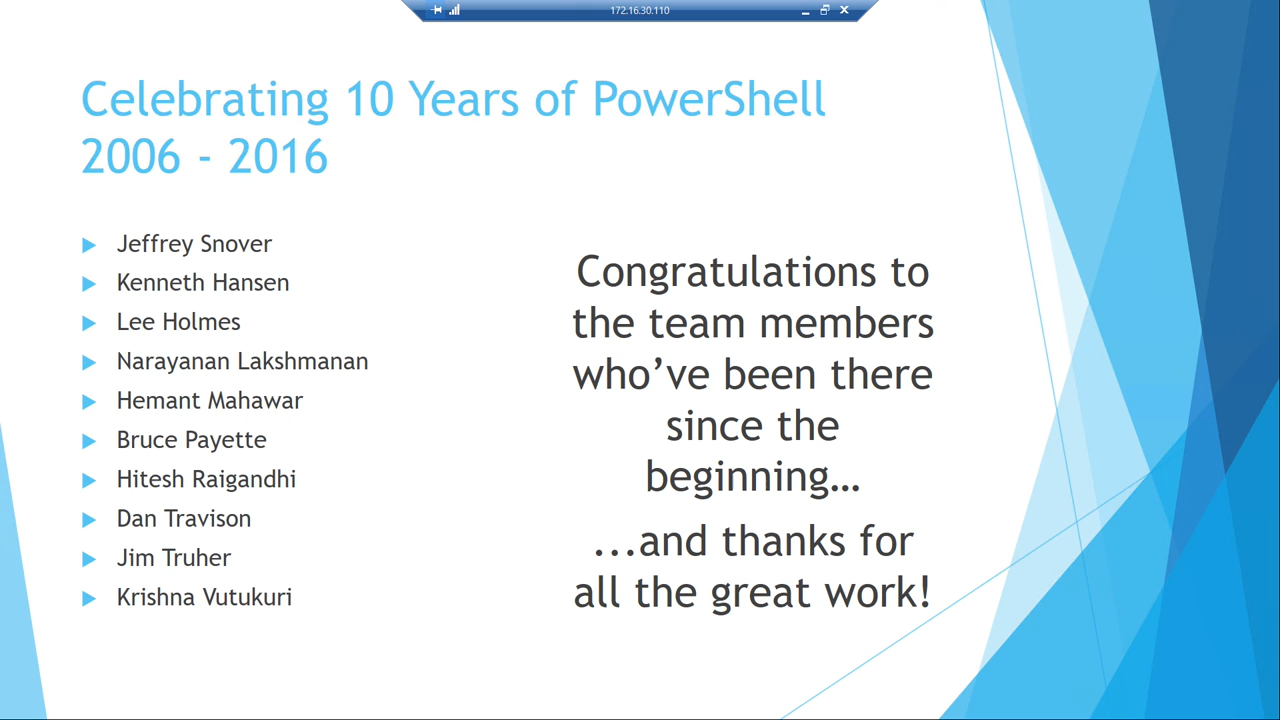 172.16.30.110
Celebrating 10 Years of PowerShell
2006 - 2016
Jeffrey Snover
Kenneth Hansen
Lee Holmes
Narayanan Lakshmanan
Hemant Mahawar
Bruce Payette
Hitesh Raigandhi
Dan Travison
Jim Truher
Krishna Vutukuri
Congratulations to
the team members
who’ve been there
since the
beginning…
...and thanks for
all the great work!